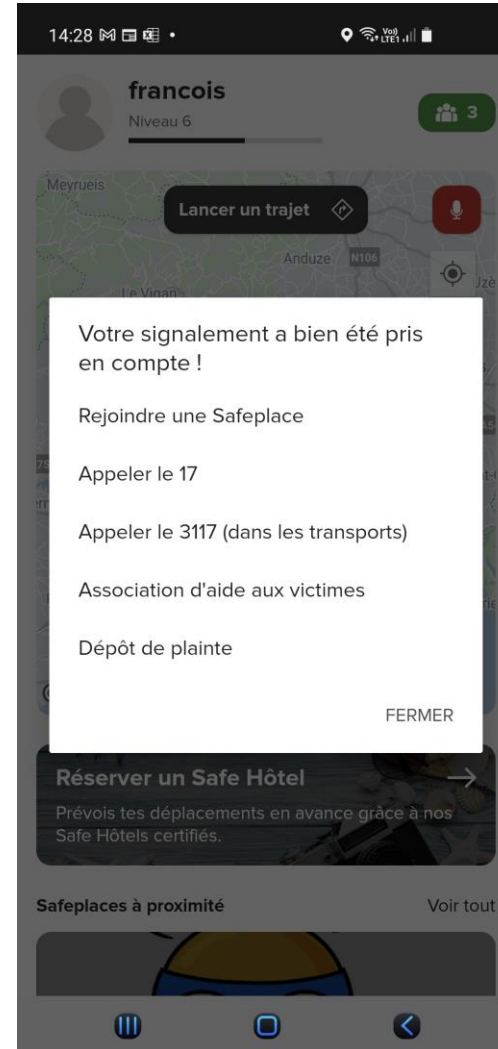 14:28
Vo)) LTE1
francois
Niveau 6
3
Meyrueis
Lancer un trajet
Anduze
N106
Uzè
Le Vigan
Votre signalement a bien été pris
en compte !
Rejoindre une Safeplace
Appeler le 17
Appeler le 3117 (dans les transports)
Association d'aide aux victimes
Dépôt de plainte
FERMER
Réserver un Safe Hôtel
Prévois tes déplacements en avance grâce à nos
Safe Hôtels certifiés.
Safeplaces à proximité
Voir tout